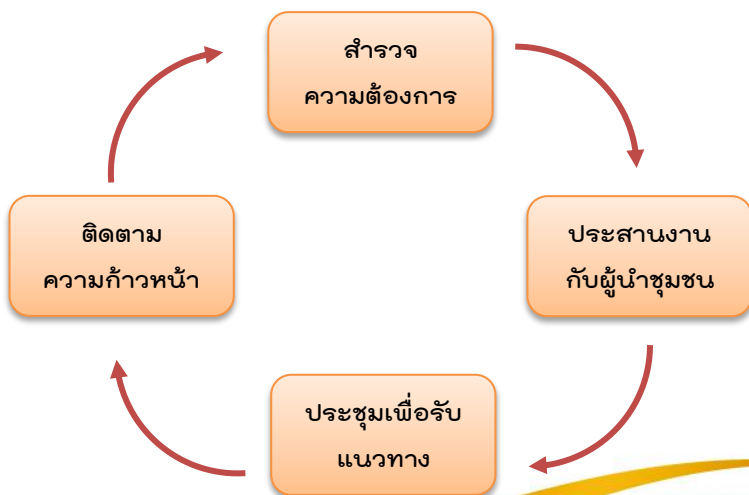 สำรวจ
ความต้องการ
ประสานงาน
กับผู้นำชุมชน
ประชุมเพื่อรับ
แนวทาง
ติดตาม
ความก้าวหน้า